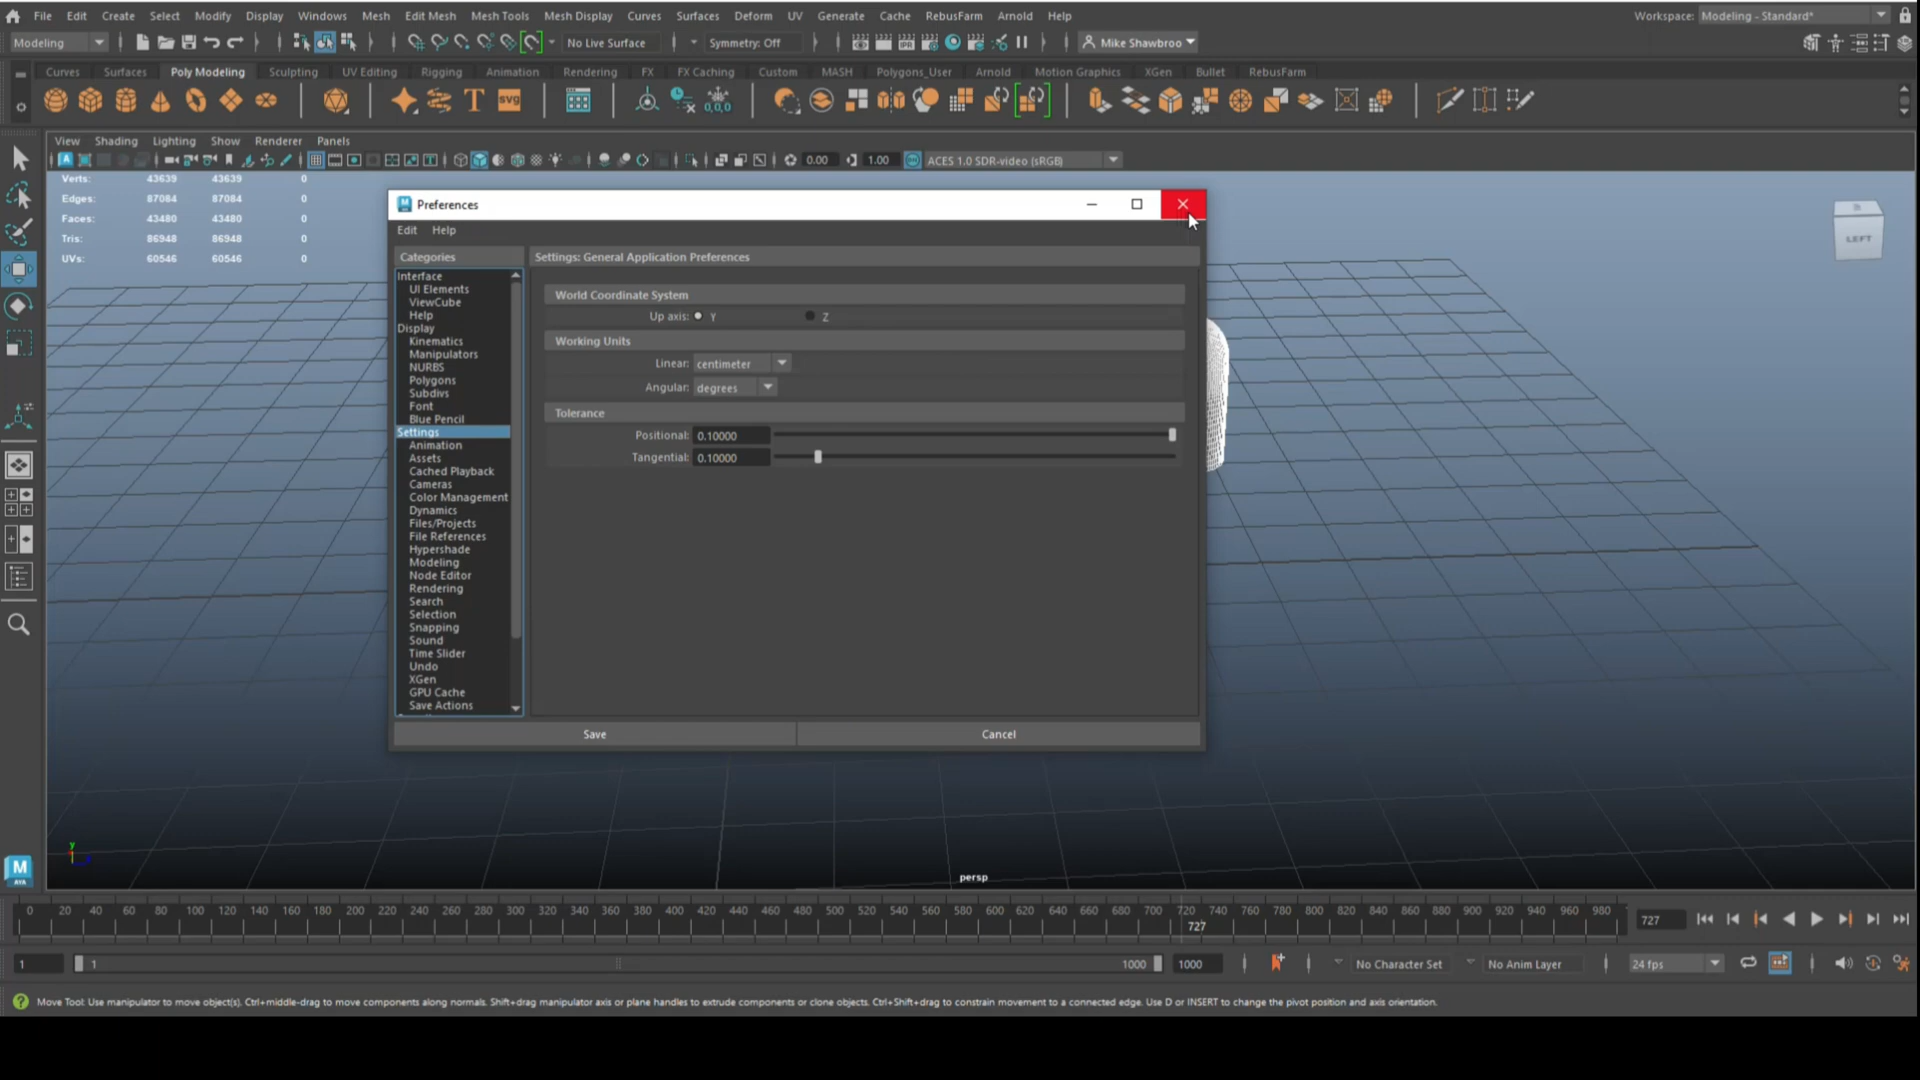 File Edit Create Select Modify Display Windows Mesh Edit Mesh Mesh Tools Mesh Display Curves Surfaces Deform UV Generate Cache RebusFarm Arnold Help Workspace: Modeling - Standard*
Modeling No Live Surface Symmetry: Off Mike Shawbroo
Curves Surfaces Poly Modeling Sculpting UV Editing Rigging Animation Rendering FX FX Caching Custom MASH Polygons_User Arnold Motion Graphics XGen Bullet RebusFarm
T SVG 0,0,0
View Shading Lighting Show Renderer Panels
0.00 1.00 ACES 1.0 SDR-video (sRGB)
Verts: 43639 43639 0
Edges: 87084 87084 0
Faces: 43480 43480 0
Tris: 86948 86948 0
UVs: 60546 60546 0
LEFT
Preferences
Edit Help
Categories
Interface
UI Elements
ViewCube
Help
Display
Kinematics
Manipulators
NURBS
Polygons
Subdivs
Font
Blue Pencil
Settings
Animation
Assets
Cached Playback
Cameras
Color Management
Dynamics
Files/Projects
File References
Hypershade
Modeling
Node Editor
Rendering
Search
Selection
Snapping
Sound
Time Slider
Undo
XGen
GPU Cache
Save Actions
Settings: General Application Preferences
World Coordinate System
Up axis: Y Z
Working Units
Linear: centimeter
Angular: degrees
Tolerance
Positional: 0.10000
Tangential: 0.10000
Save Cancel
y
M
AYA
persp
0 20 40 60 80 100 120 140 160 180 200 220 240 260 280 300 320 340 360 380 400 420 440 460 480 500 520 540 560 580 600 620 640 660 680 700 720 740 760 780 800 820 840 860 880 900 920 940 960 980
727 727
1 1 1000 1000 No Character Set No Anim Layer 24 fps
Move Tool: Use manipulator to move object(s). Ctrl+middle-drag to move components along normals. Shift+drag manipulator axis or plane handles to extrude components or clone objects. Ctrl+Shift+drag to constrain movement to a connected edge. Use D or INSERT to change the pivot position and axis orientation.